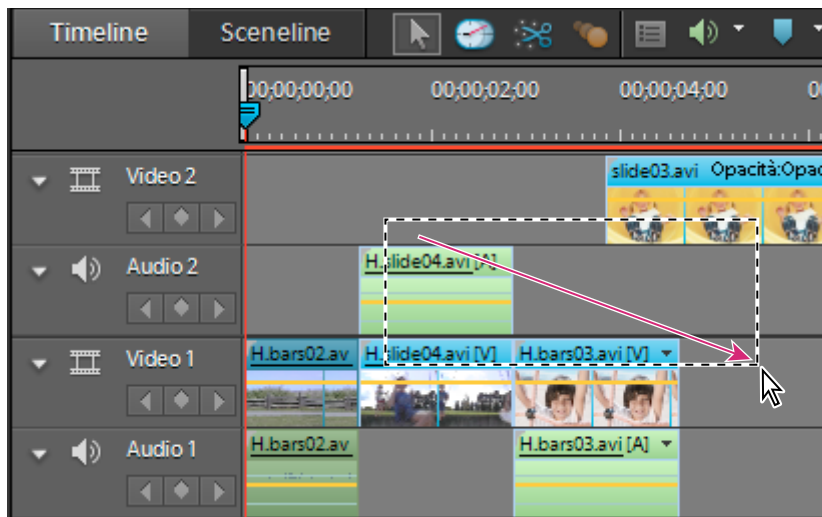 Timeline Sceneline
00;00;00;00 00;00;02;00 00;00;04;00
Video 2 slide03.avi Opacità:Opac
Audio 2 H.slide04.avi [A]
Video 1 H.bars02.av H.slide04.avi [V] H.bars03.avi [V]
Audio 1 H.bars02.av H.bars03.avi [A]